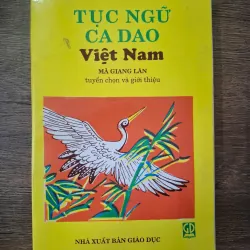 TỤC NGỮ
CA DAO
Việt Nam
MÃ GIANG LÂN
tuyển chọn và giới thiệu
NHÀ XUẤT BẢN GIÁO DỤC